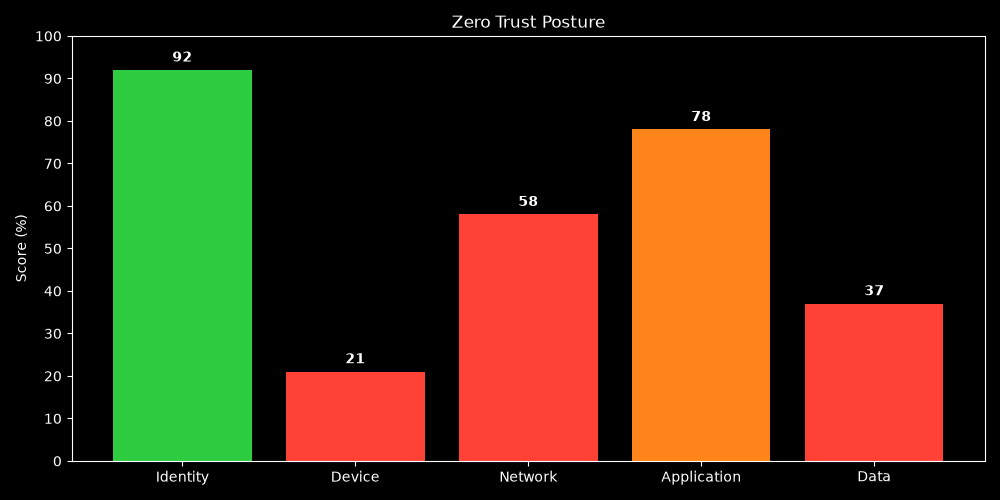 Zero Trust Posture
Score (%)
100
90
80
70
60
50
40
30
20
10
0
92
21
58
78
37
Identity
Device
Network
Application
Data